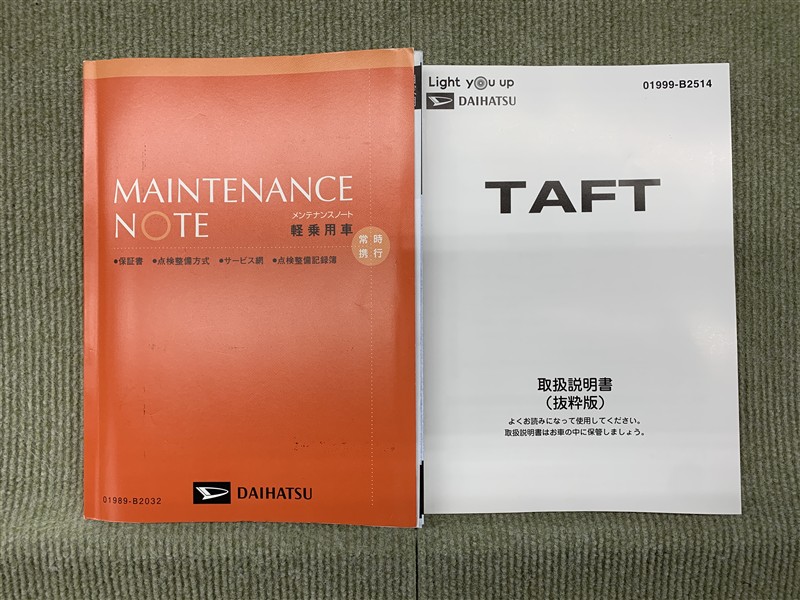 MAINTENANCE
NOTE
メンテナンスノート
軽乗用車
常時
携行
●保証書 ●点検整備方式 ●サービス網 ●点検整備記録簿
01989-B2032
DAIHATSU
Light you up
DAIHATSU
01999-B2514
TAFT
取扱説明書
（抜粋版）
よくお読みになって使用してください。
取扱説明書はお車の中に保管しましょう。